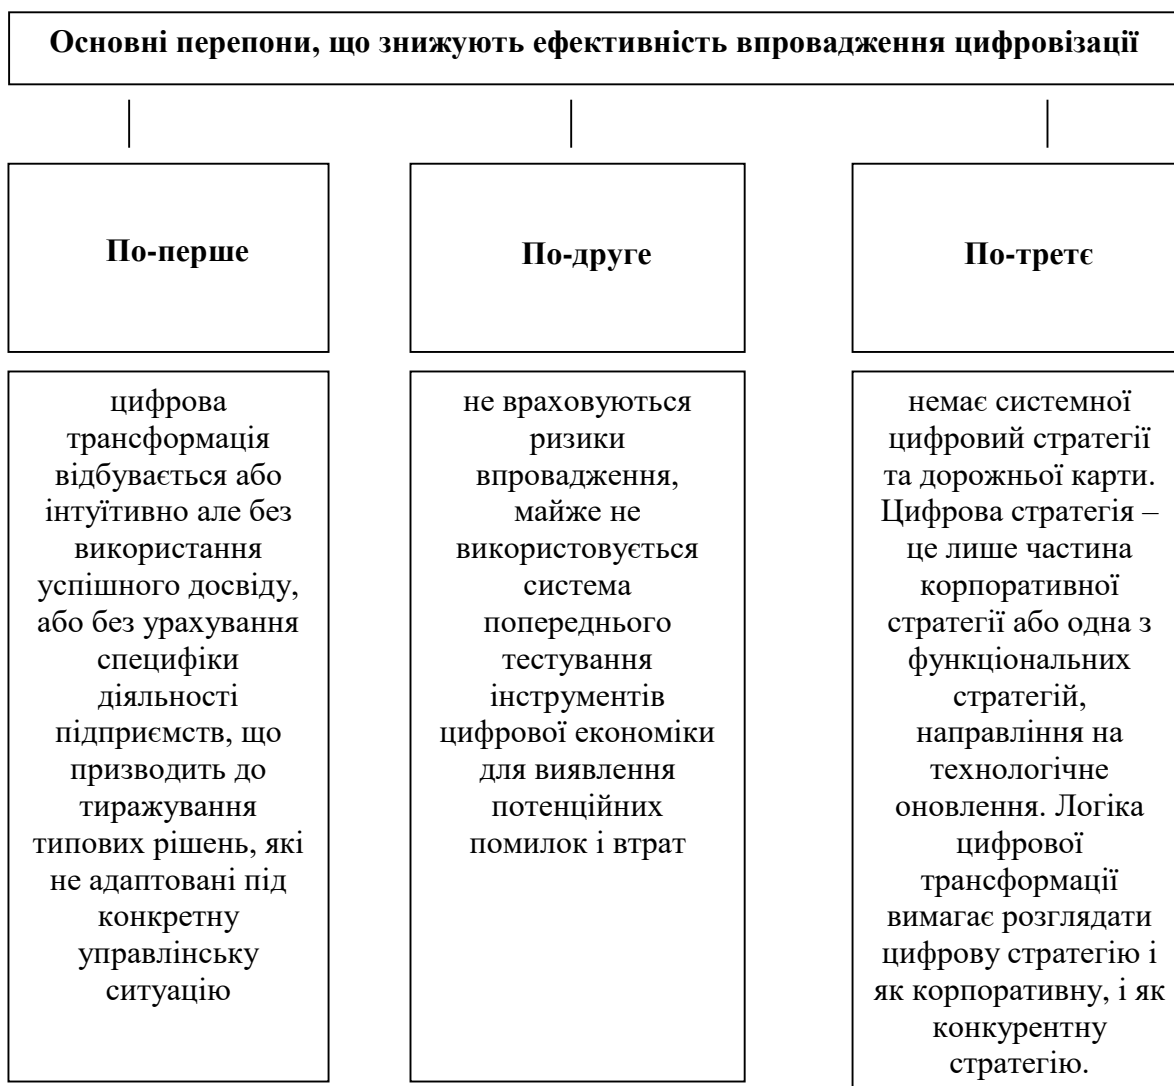 Основні перепони, що знижують ефективність впровадження цифровізації
По-перше
По-друге
По-третє
цифрова
трансформація
відбувається або
інтуїтивно але без
використання
успішного досвіду,
або без урахування
специфіки
діяльності
підприємств, що
призводить до
тиражування
типових рішень, які
не адаптовані під
конкретну
управлінську
ситуацію
не враховуються
ризики
впровадження,
майже не
використовується
система
попереднього
тестування
інструментів
цифрової економіки
для виявлення
потенційних
помилок і втрат
немає системної
цифровий стратегії
та дорожньої карти.
Цифрова стратегія –
це лише частина
корпоративної
стратегії або одна з
функціональних
стратегій,
направління на
технологічне
оновлення. Логіка
цифрової
трансформації
вимагає розглядати
цифрову стратегію і
як корпоративну, і як
конкурентну
стратегію.